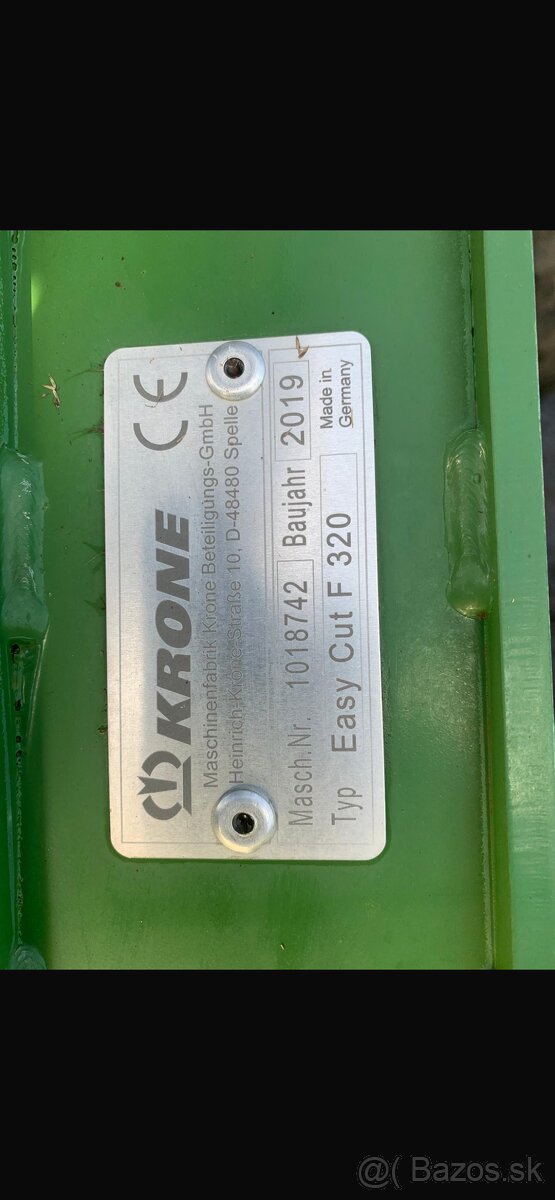 KRONE
CE
Maschinenfabrik Krone Beteiligungs-GmbH
Heinrich-Krone-Straße 10, D-48480 Spelle
Masch.Nr. 1018742 Baujahr 2019
Typ Easy Cut F 320
Made in
Germany
@( Bazos.sk